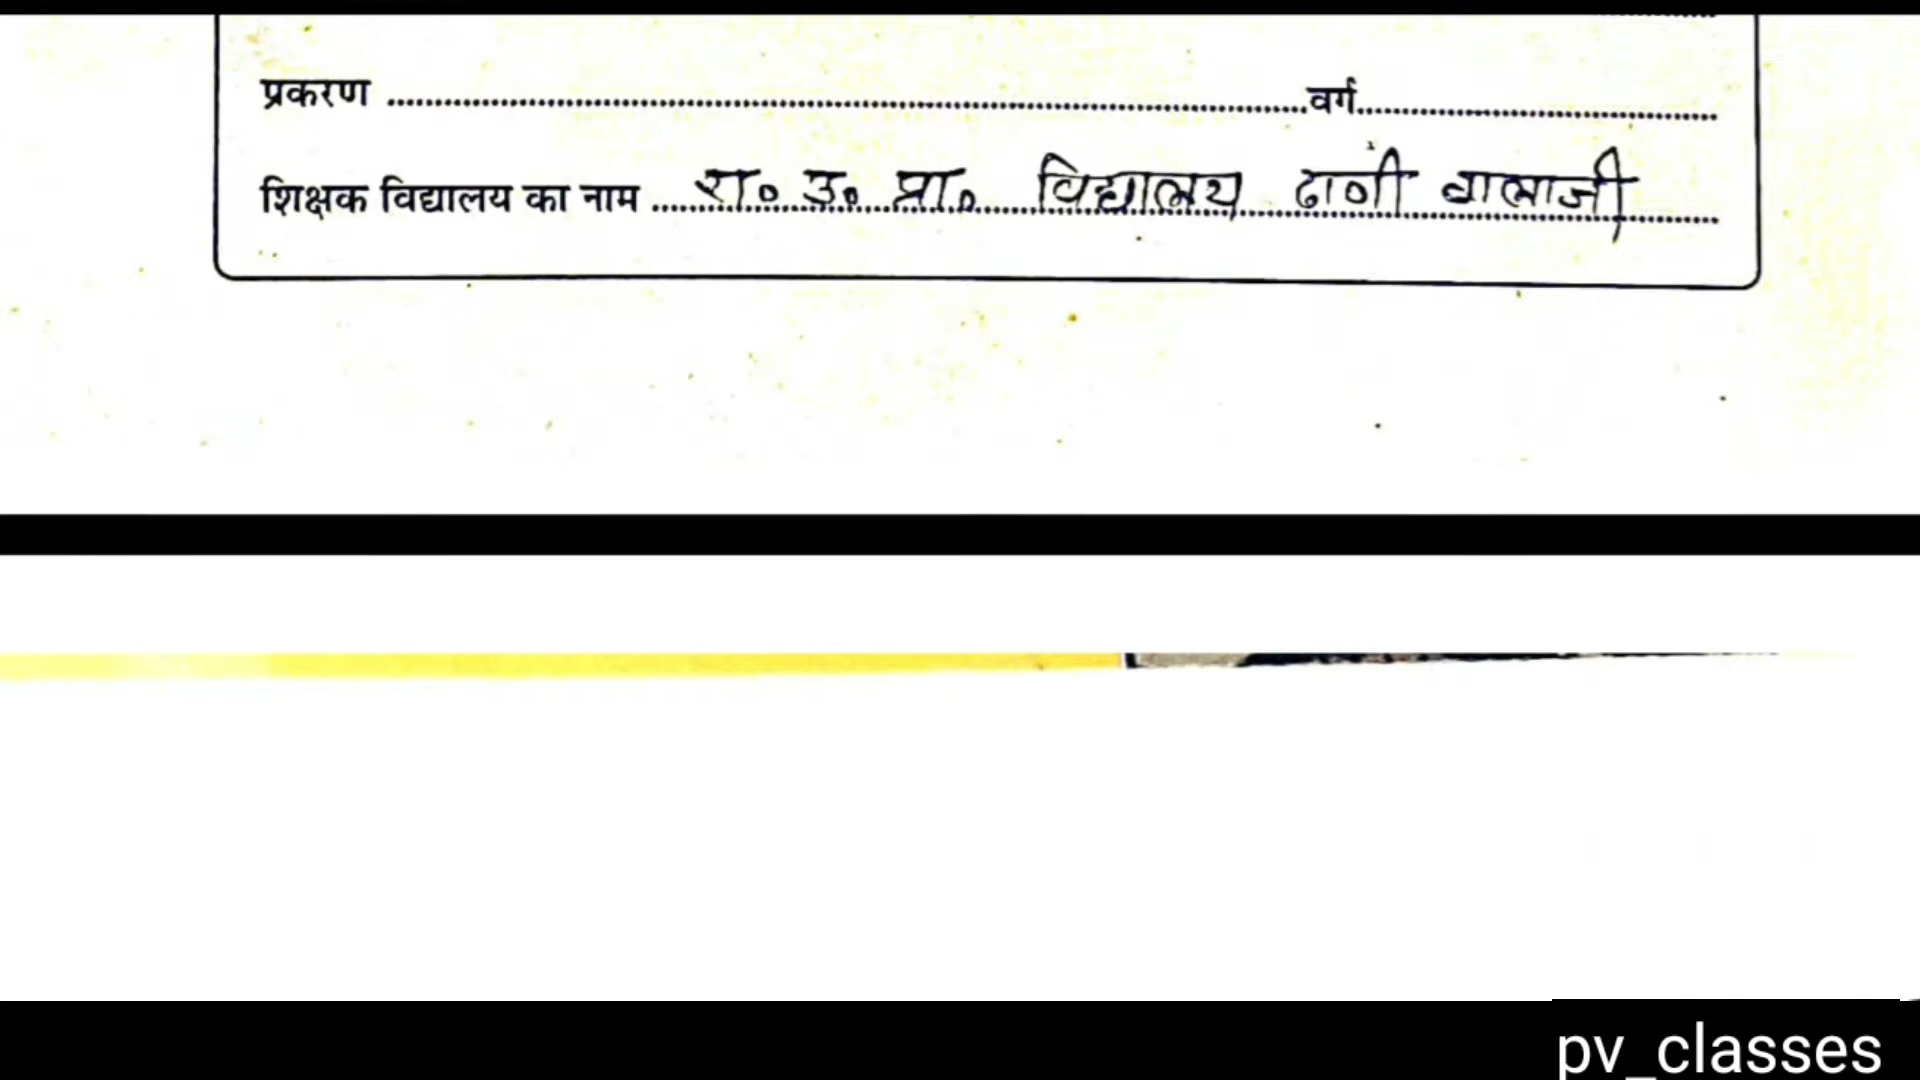 प्रकरण ........................ वर्ग............
शिक्षक विद्यालय का नाम ..... रा० उ० प्रा० विद्यालय ढाणी बालाजी
pv_classes